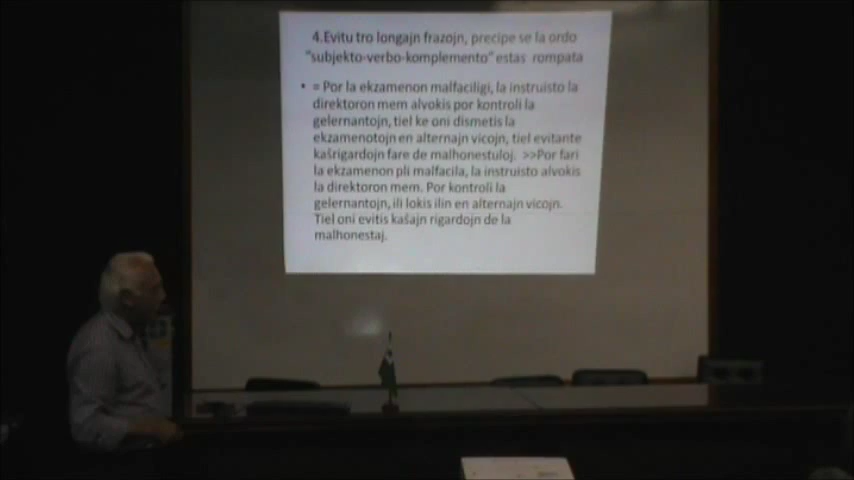 4.Evitu tro longajn frazojn, precipe se la ordo
"subjekto-verbo-komplemento" estas rompata
• = Por la ekzamenon malfaciligi, la instruisto la
direktoron mem alvokis por kontroli la
gelernantojn, tiel ke oni dismetis la
ekzamenotojn en alternajn vicojn, tiel evitante
kaŝrigardojn fare de malhonestuloj. >>Por fari
la ekzamenon pli malfacila, la instruisto alvokis
la direktoron mem. Por kontroli la
gelernantojn, ili lokis ilin en alternajn vicojn.
Tiel oni evitis kaŝajn rigardojn de la
malhonestaj.